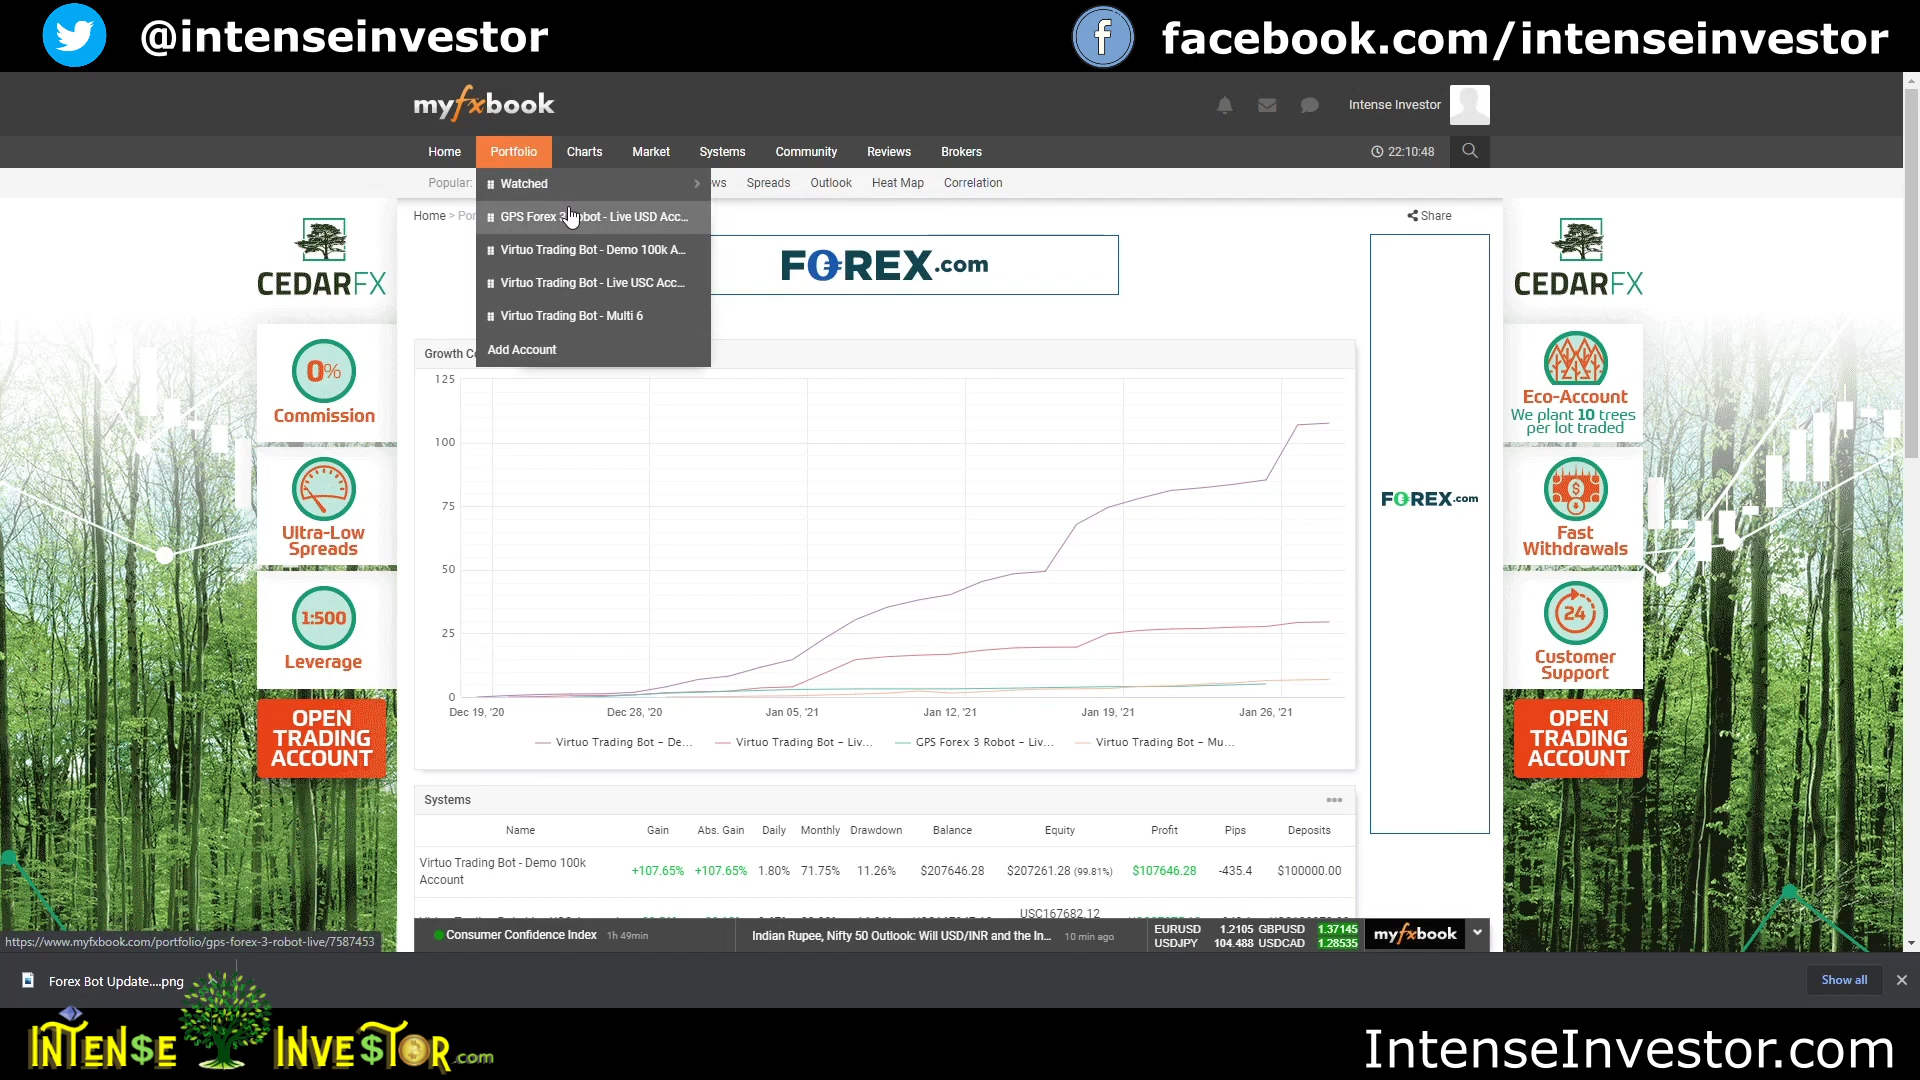 @intenseinvestor
facebook.com/intenseinvestor
myfxbook
Intense Investor
Home Portfolio Charts Market Systems Community Reviews Brokers
22:10:48
Popular:
Spreads Outlook Heat Map Correlation
Watched
GPS Forex 3 Robot - Live USD Acc...
Virtuo Trading Bot - Demo 100k A...
Virtuo Trading Bot - Live USC Acc...
Virtuo Trading Bot - Multi 6
Add Account
Home > Por
Share
FOREX.com
CEDARFX
0%
Commission
Ultra-Low
Spreads
1:500
Leverage
OPEN
TRADING
ACCOUNT
Growth C
125
100
75
50
25
0
Dec 19, '20 Dec 28, '20 Jan 05, '21 Jan 12, '21 Jan 19, '21 Jan 26, '21
Virtuo Trading Bot - De... Virtuo Trading Bot - Liv... GPS Forex 3 Robot - Liv... Virtuo Trading Bot - Mu...
FOREX.com
CEDARFX
Eco-Account
We plant 10 trees
per lot traded
$
Fast
Withdrawals
24
Customer
Support
OPEN
TRADING
ACCOUNT
Systems
Name Gain Abs. Gain Daily Monthly Drawdown Balance Equity Profit Pips Deposits
Virtuo Trading Bot - Demo 100k
Account
+107.65% +107.65% 1.80% 71.75% 11.26% $207646.28 $207261.28 (99.81%) $107646.28 -435.4 $100000.00
USC167682.12
Consumer Confidence Index 1h 49min
Indian Rupee, Nifty 50 Outlook: Will USD/INR and the In... 10 min ago
EURUSD 1.2105 GBPUSD 1.37145
USDJPY 104.488 USDCAD 1.28535
myfxbook
https://www.myfxbook.com/portfolio/gps-forex-3-robot-live/7587453
Forex Bot Update....png
Show all
INTEN$E INVE$TOR.com
IntenseInvestor.com